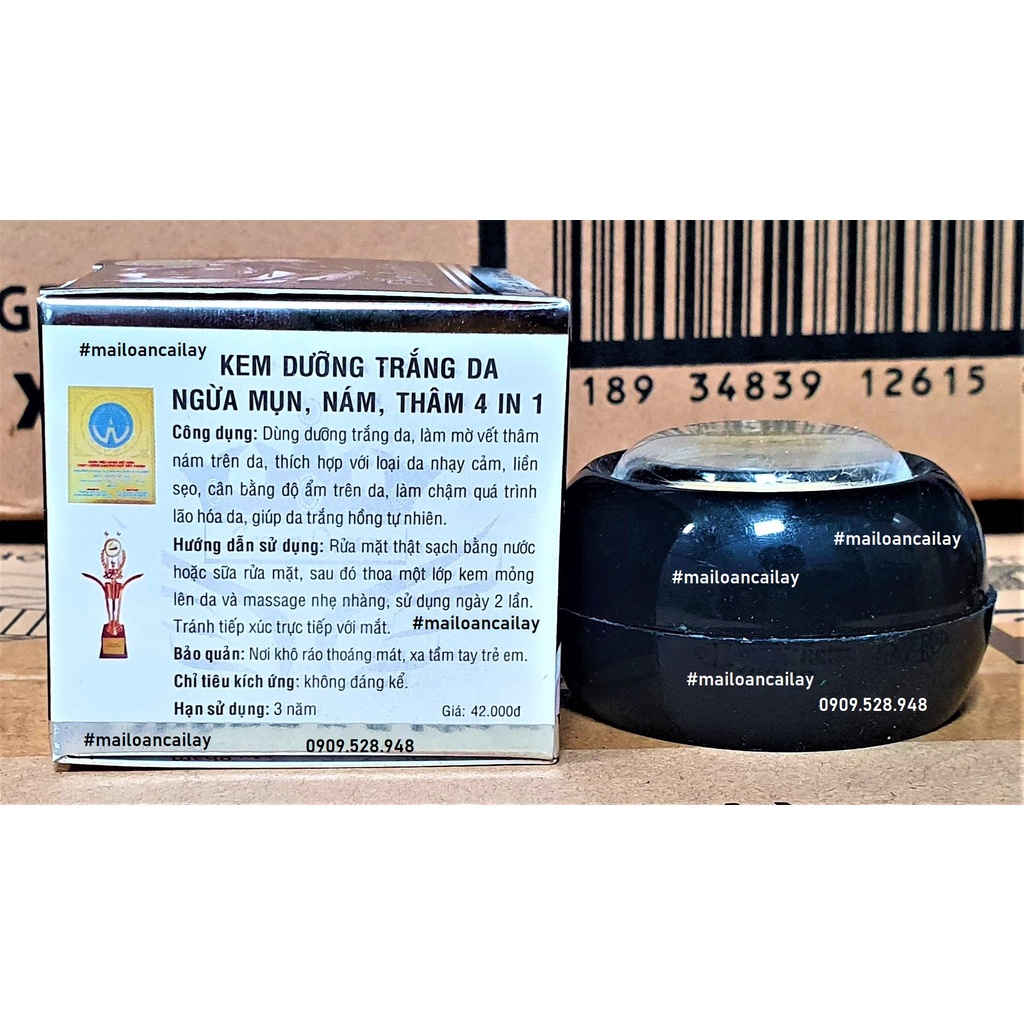 #mailoancailay
KEM DƯỠNG TRẮNG DA
NGỪA MỤN, NÁM, THÂM 4 IN 1
Công dụng: Dùng dưỡng trắng da, làm mờ vết thâm
nám trên da, thích hợp với loại da nhạy cảm, liền
sẹo, cân bằng độ ẩm trên da, làm chậm quá trình
lão hóa da, giúp da trắng hồng tự nhiên.
Hướng dẫn sử dụng: Rửa mặt thật sạch bằng nước
hoặc sữa rửa mặt, sau đó thoa một lớp kem mỏng
lên da và massage nhẹ nhàng, sử dụng ngày 2 lần.
Tránh tiếp xúc trực tiếp với mắt. #mailoancailay
Bảo quản: Nơi khô ráo thoáng mát, xa tầm tay trẻ em.
Chỉ tiêu kích ứng: không đáng kể.
Hạn sử dụng: 3 năm Giá: 42.000đ
#mailoancailay 0909.528.948
189 34839 12615
#mailoancailay
#mailoancailay
#mailoancailay
0909.528.948